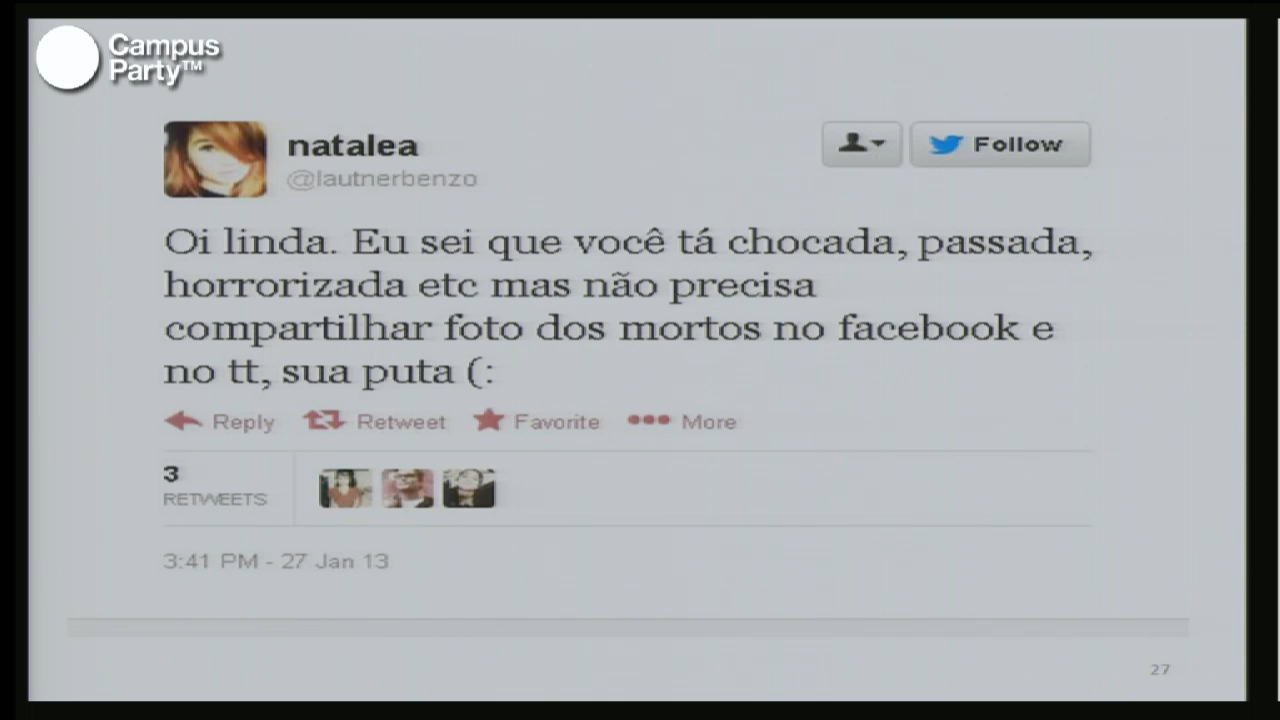 Campus
Party™
natalea
@lautnerbenzo
Follow
Oi linda. Eu sei que você tá chocada, passada,
horrorizada etc mas não precisa
compartilhar foto dos mortos no facebook e
no tt, sua puta (:
Reply Retweet Favorite More
3
RETWEETS
3:41 PM - 27 Jan 13
27